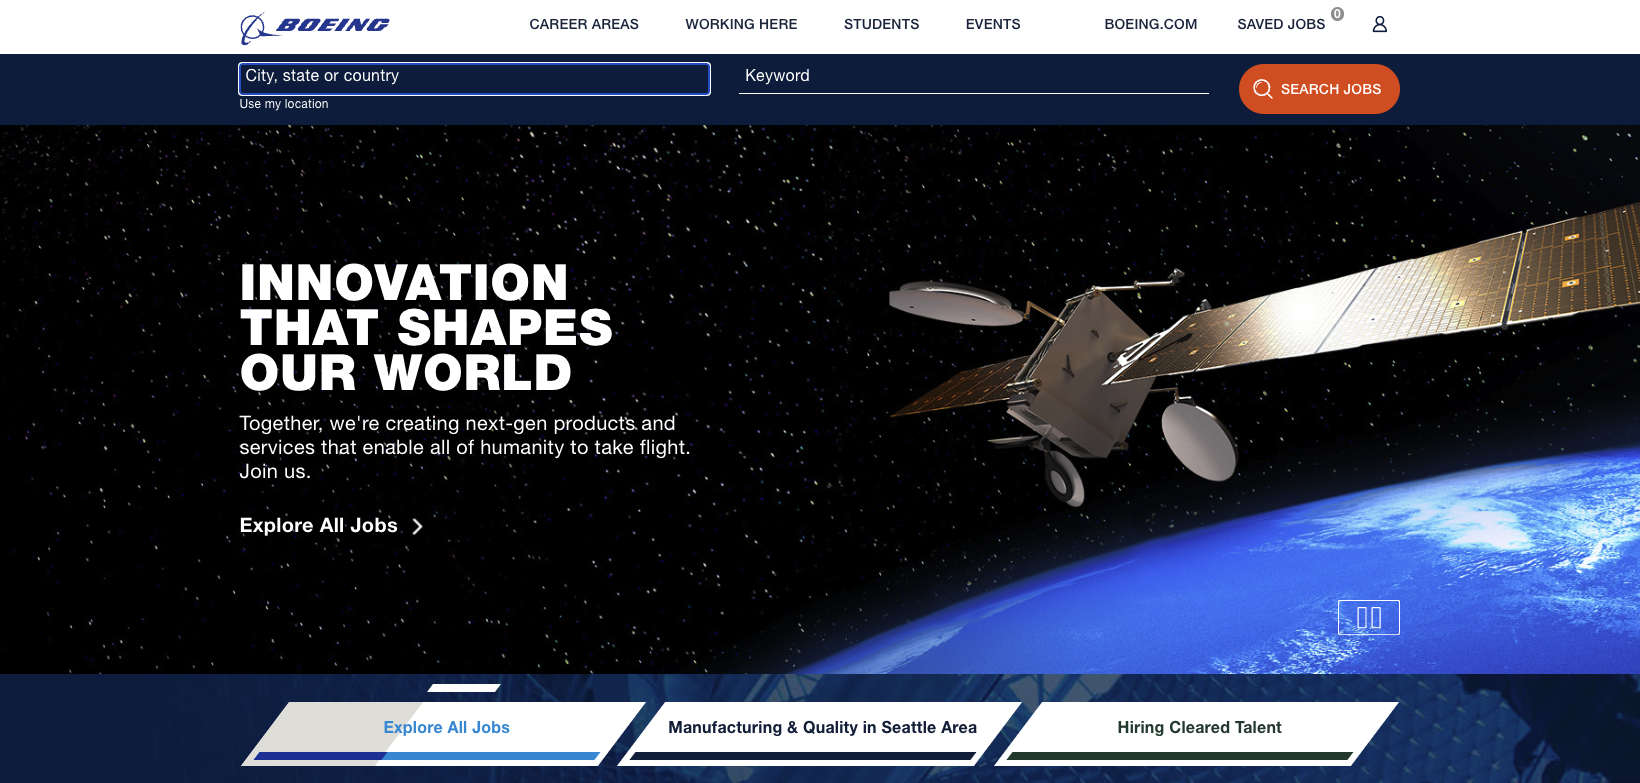 BOEING
CAREER AREAS
WORKING HERE
STUDENTS
EVENTS
BOEING.COM
SAVED JOBS
0
City, state or country
Keyword
SEARCH JOBS
Use my location
INNOVATION
THAT SHAPES
OUR WORLD
Together, we're creating next-gen products and
services that enable all of humanity to take flight.
Join us.
Explore All Jobs
Explore All Jobs
Manufacturing & Quality in Seattle Area
Hiring Cleared Talent